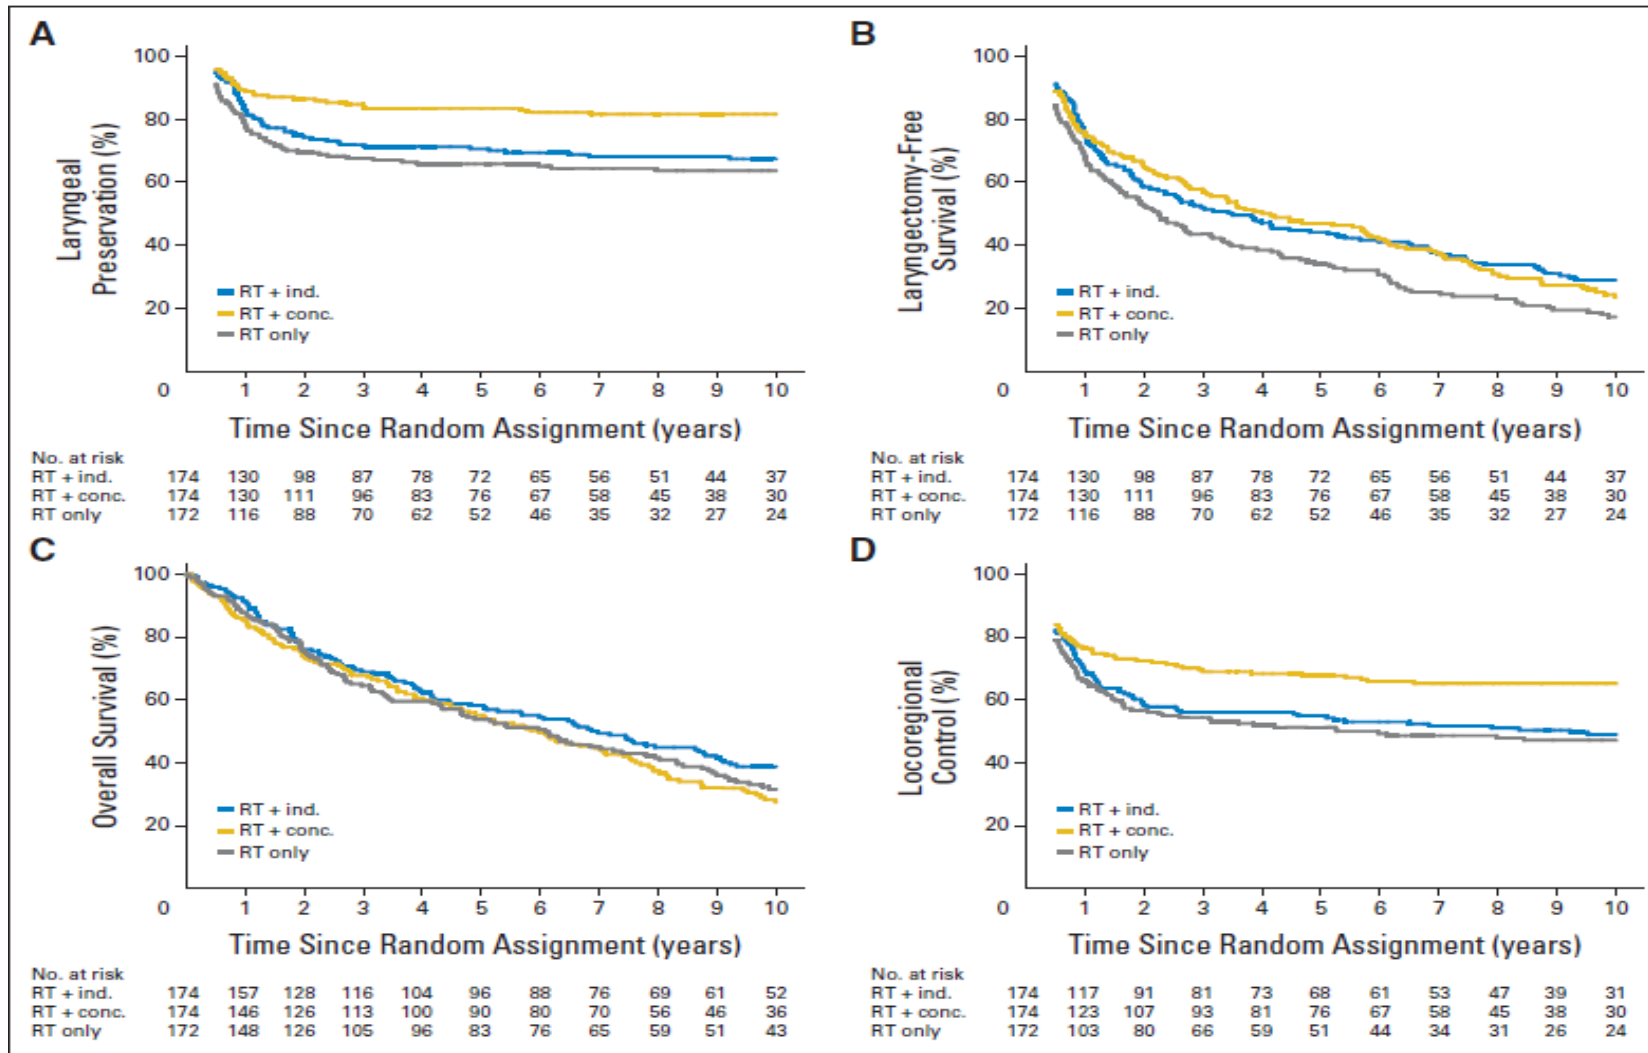 A
Laryngeal
Preservation (%)
100
80
60
40
20
0
RT + ind.
RT + conc.
RT only
1 2 3 4 5 6 7 8 9 10
Time Since Random Assignment (years)
No. at risk
RT + ind. 174 130 98 87 78 72 65 56 51 44 37
RT + conc. 174 130 111 96 83 76 67 58 45 38 30
RT only 172 116 88 70 62 52 46 35 32 27 24
B
Laryngectomy-Free
Survival (%)
100
80
60
40
20
0
RT + ind.
RT + conc.
RT only
1 2 3 4 5 6 7 8 9 10
Time Since Random Assignment (years)
No. at risk
RT + ind. 174 130 98 87 78 72 65 56 51 44 37
RT + conc. 174 130 111 96 83 76 67 58 45 38 30
RT only 172 116 88 70 62 52 46 35 32 27 24
C
Overall Survival (%)
100
80
60
40
20
0
RT + ind.
RT + conc.
RT only
1 2 3 4 5 6 7 8 9 10
Time Since Random Assignment (years)
No. at risk
RT + ind. 174 157 128 116 104 96 88 76 69 61 52
RT + conc. 174 146 126 113 100 90 80 70 56 46 36
RT only 172 148 126 105 96 83 76 65 59 51 43
D
Locoregional
Control (%)
100
80
60
40
20
0
RT + ind.
RT + conc.
RT only
1 2 3 4 5 6 7 8 9 10
Time Since Random Assignment (years)
No. at risk
RT + ind. 174 117 91 81 73 68 61 53 47 39 31
RT + conc. 174 123 107 93 81 76 67 58 45 38 30
RT only 172 103 80 66 59 51 44 34 31 26 24